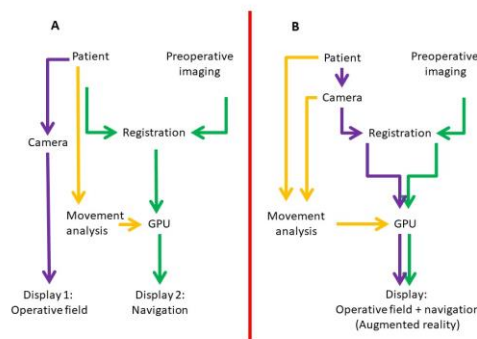 A
Patient
Preoperative
imaging
Camera
Registration
Movement
analysis
GPU
Display 1:
Operative field
Display 2:
Navigation
B
Patient
Preoperative
imaging
Camera
Registration
Movement
analysis
GPU
Display:
Operative field + navigation
(Augmented reality)